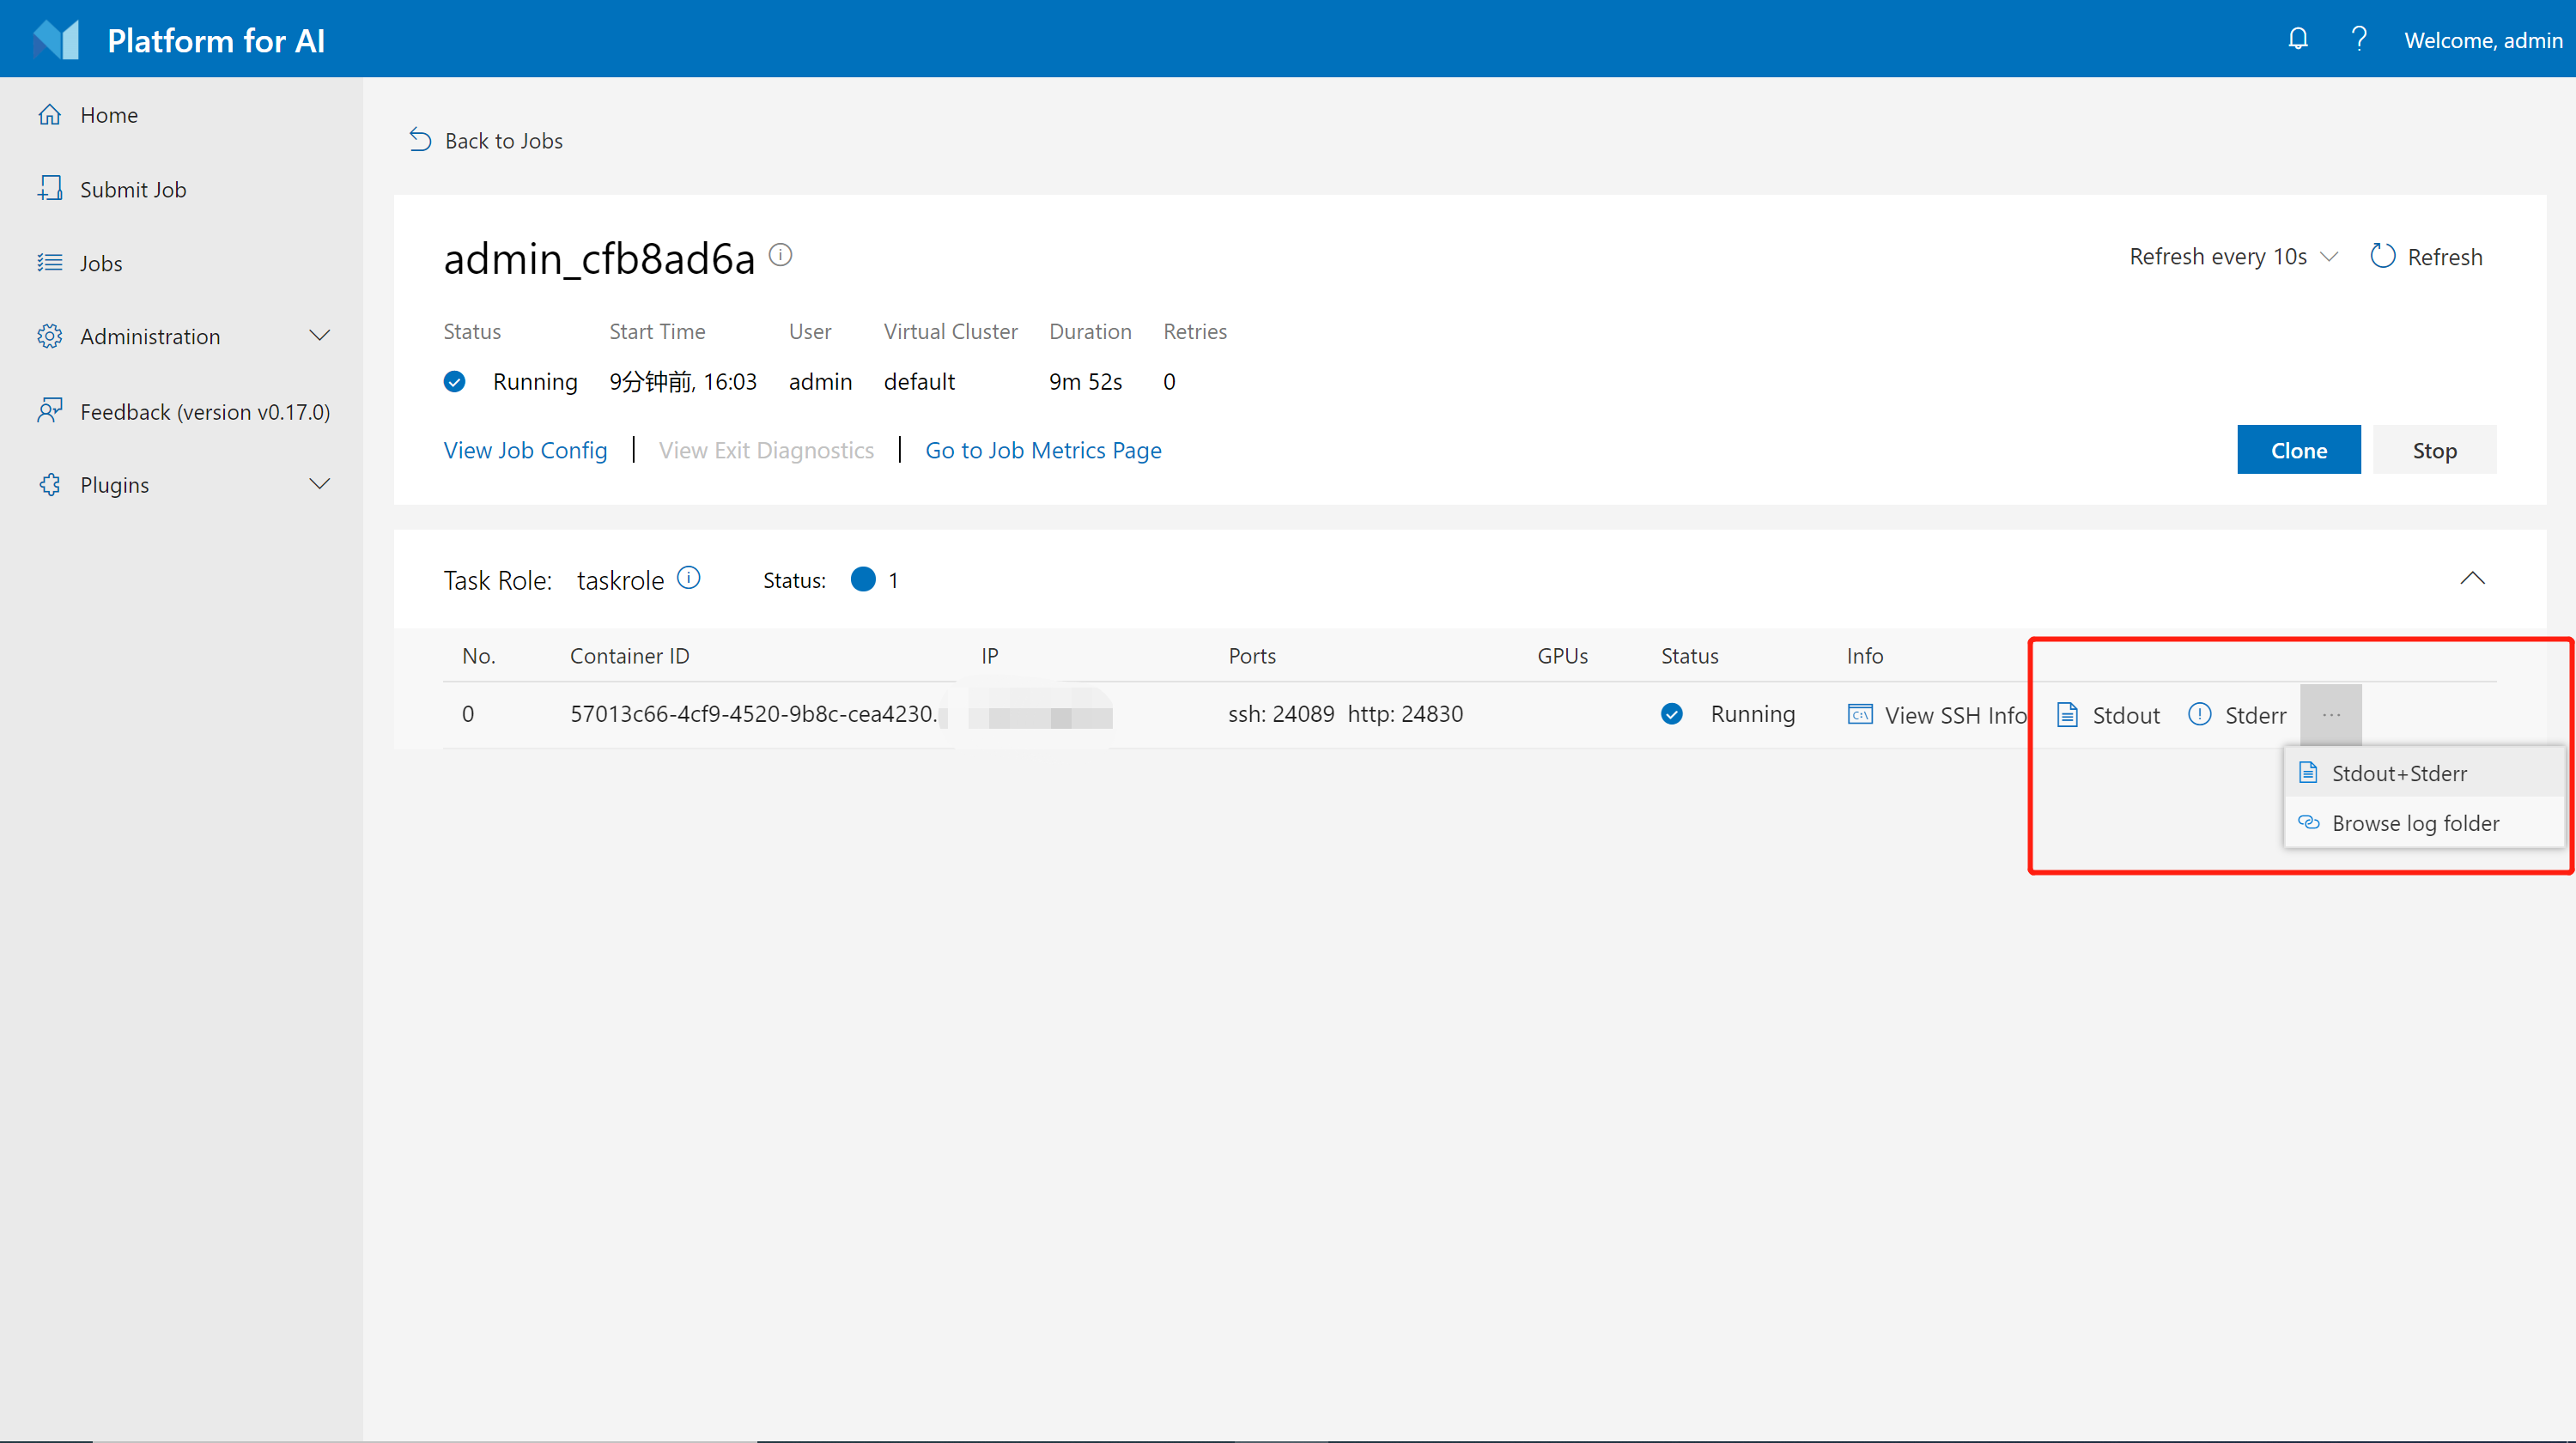 Platform for AI
Welcome, admin
Home
Submit Job
Jobs
Administration
Feedback (version v0.17.0)
Plugins
Back to Jobs
admin_cfb8ad6a
Refresh every 10s Refresh
Status Start Time User Virtual Cluster Duration Retries
Running 9分钟前, 16:03 admin default 9m 52s 0
View Job Config | View Exit Diagnostics | Go to Job Metrics Page
Clone Stop
Task Role: taskrole Status: 1
No. Container ID IP Ports GPUs Status Info
0 57013c66-4cf9-4520-9b8c-cea4230. ssh: 24089 http: 24830 Running View SSH Info Stdout Stderr ...
Stdout+Stderr
Browse log folder